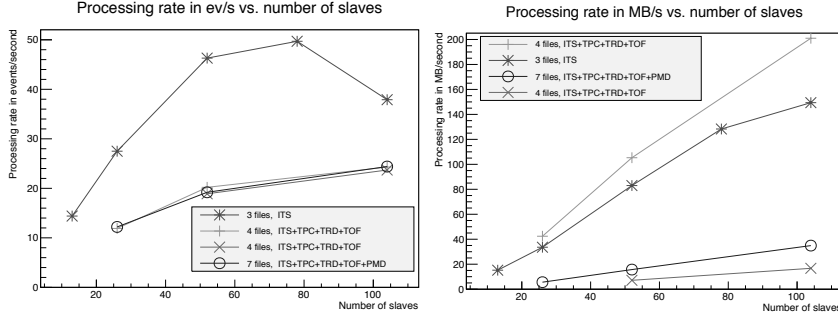 Processing rate in ev/s vs. number of slaves
Processing rate in events/second
50
40
30
20
10
0
3 files, ITS
4 files, ITS+TPC+TRD+TOF
4 files, ITS+TPC+TRD+TOF
7 files, ITS+TPC+TRD+TOF+PMD
20 40 60 80 100
Number of slaves
Processing rate in MB/s vs. number of slaves
Processing rate in MB/second
4 files, ITS+TPC+TRD+TOF
3 files, ITS
7 files, ITS+TPC+TRD+TOF+PMD
4 files, ITS+TPC+TRD+TOF
200
180
160
140
120
100
80
60
40
20
0
20 40 60 80 100
Number of slaves